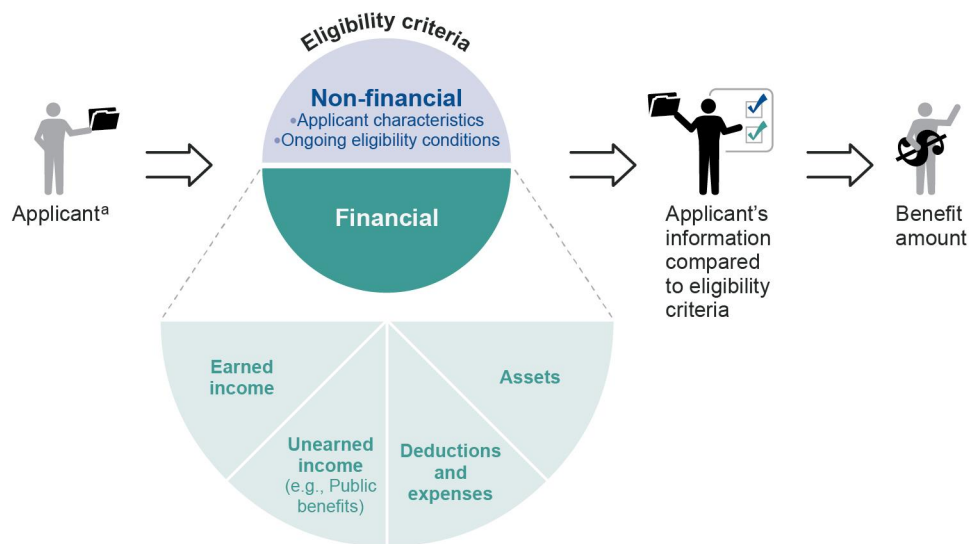 Eligibility criteria
Non-financial
•Applicant characteristics
•Ongoing eligibility conditions
Financial
Applicantª
Applicant’s
information
compared
to eligibility
criteria
Benefit
amount
Earned
income
Assets
Unearned
income
(e.g., Public
benefits)
Deductions
and
expenses